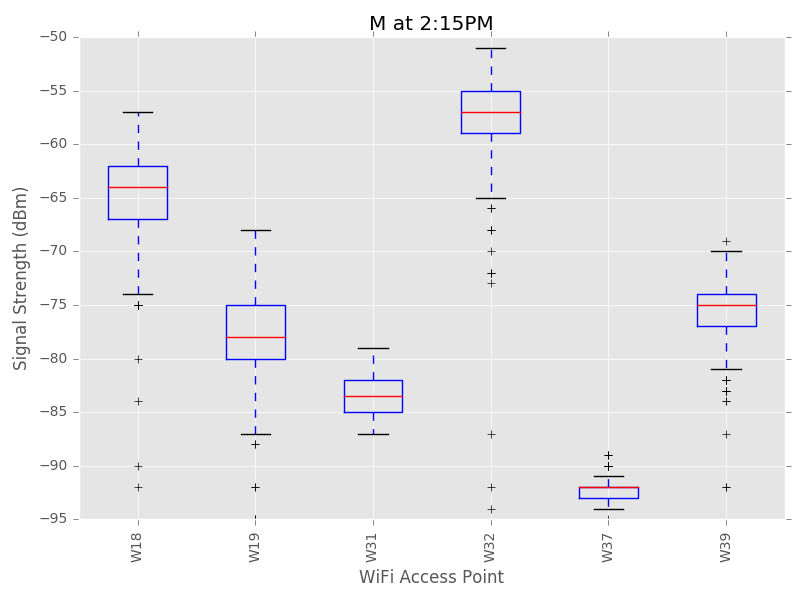 M at 2:15PM
Signal Strength (dBm)
−50
−55
−60
−65
−70
−75
−80
−85
−90
−95
W18 W19 W31 W32 W37 W39
WiFi Access Point